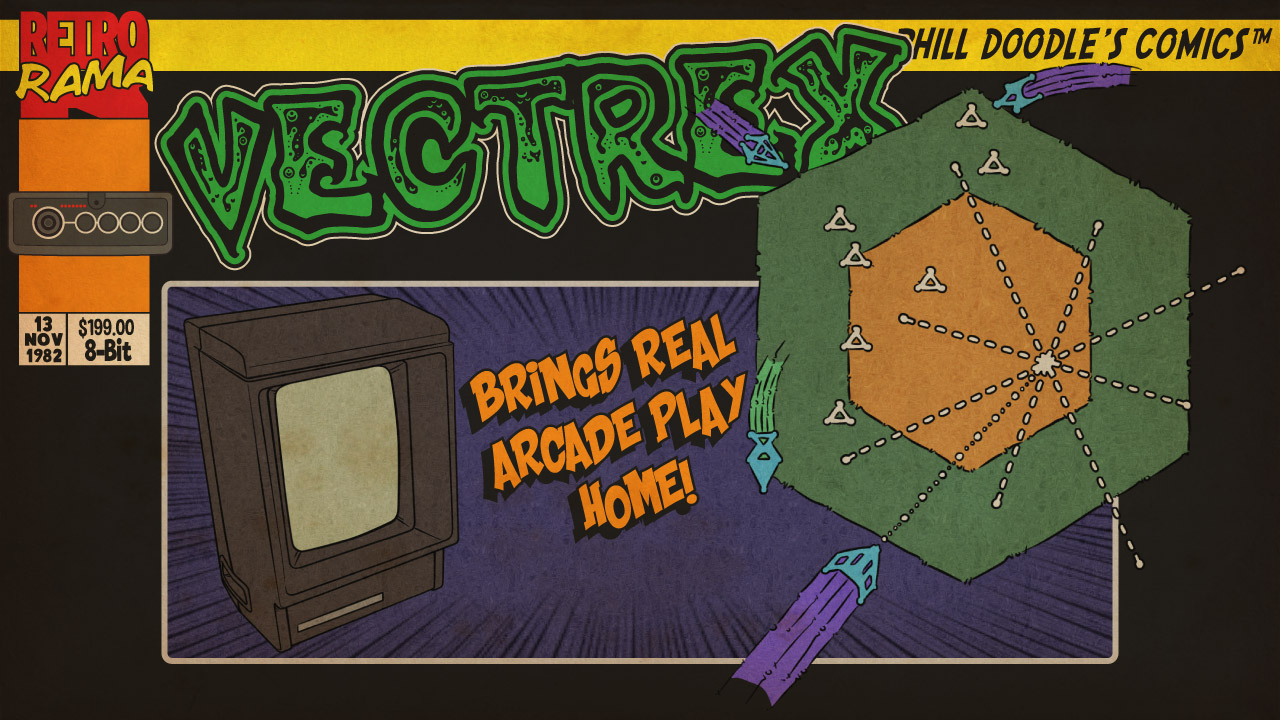 RETRO
RAMA
PHILL DOODLE'S COMICS™
VECTREX
13
NOV
1982
$199.00
8-Bit
BRINGS REAL
ARCADE PLAY
HOME!